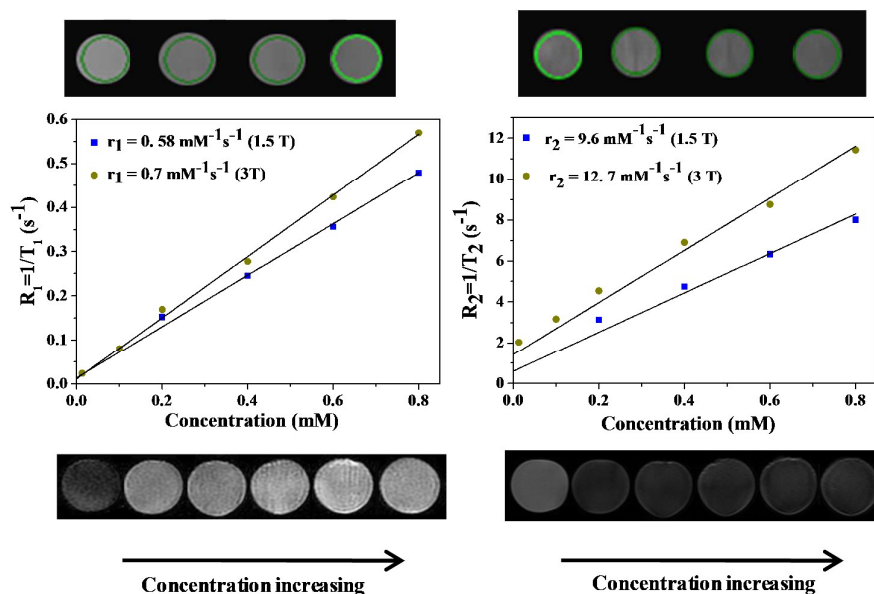 0.6
0.5
0.4
0.3
0.2
0.1
0.0
R₁=1/T₁ (s⁻¹)
r₁ = 0. 58 mM⁻¹s⁻¹ (1.5 T)
r₁ = 0.7 mM⁻¹s⁻¹ (3T)
0.0 0.2 0.4 0.6 0.8
Concentration (mM)
Concentration increasing
12
10
8
6
4
2
0
R₂=1/T₂ (s⁻¹)
r₂ = 9.6 mM⁻¹s⁻¹ (1.5 T)
r₂ = 12. 7 mM⁻¹s⁻¹ (3 T)
0.0 0.2 0.4 0.6 0.8
Concentration (mM)
Concentration increasing